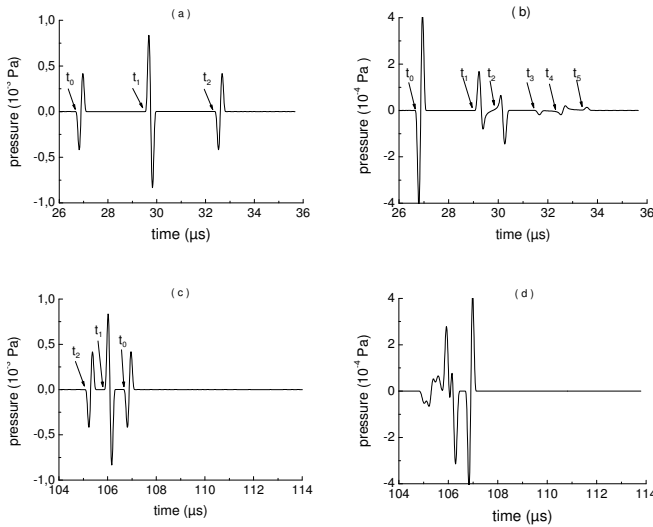 ( a )
1,0
0,5
0,0
-0,5
-1,0
pressure (10⁻³ Pa)
t₀
t₁
t₂
26 28 30 32 34 36
time (μs)
( b )
4
2
0
-2
-4
pressure (10⁻⁴ Pa)
t₀
t₁
t₂
t₃
t₄
t₅
26 28 30 32 34 36
time (μs)
( c )
1,0
0,5
0,0
-0,5
-1,0
pressure (10⁻³ Pa)
t₂
t₁
t₀
104 106 108 110 112 114
time (μs)
( d )
4
2
0
-2
-4
pressure (10⁻⁴ Pa)
104 106 108 110 112 114
time (μs)